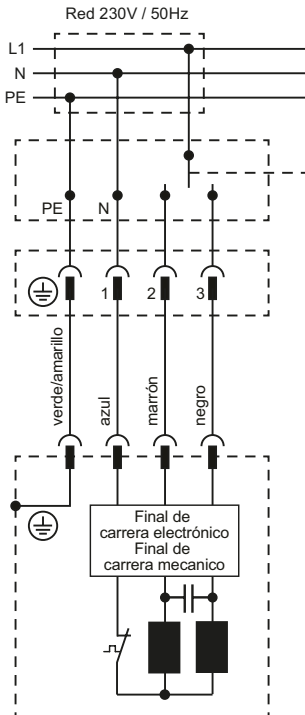 Red 230V / 50Hz
L1
N
PE
PE N
1 2 3
verde/amarillo
azul
marrón
negro
Final de
carrera electrónico
Final de
carrera mecanico